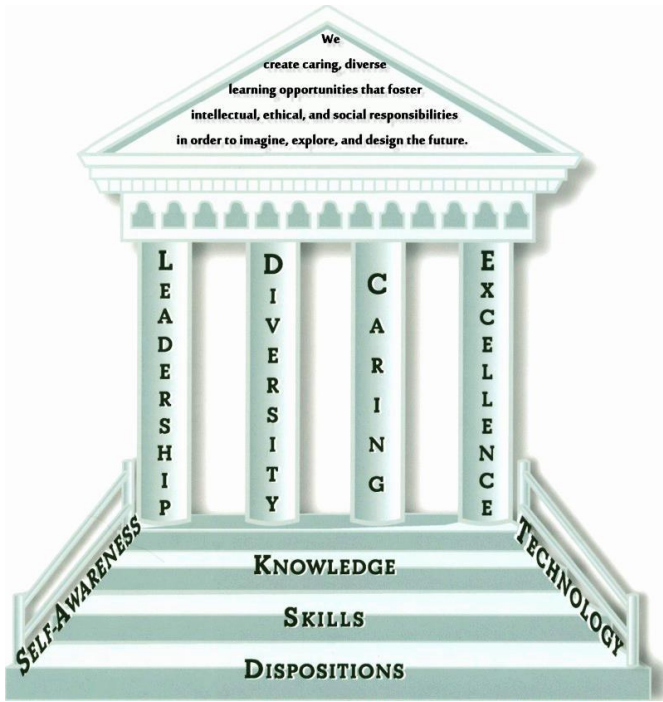 We
create caring, diverse
learning opportunities that foster
intellectual, ethical, and social responsibilities
in order to imagine, explore, and design the future.
LEADERSHIP
DIVERSITY
CARING
EXCELLENCE
SELF-AWARENESS
TECHNOLOGY
KNOWLEDGE
SKILLS
DISPOSITIONS